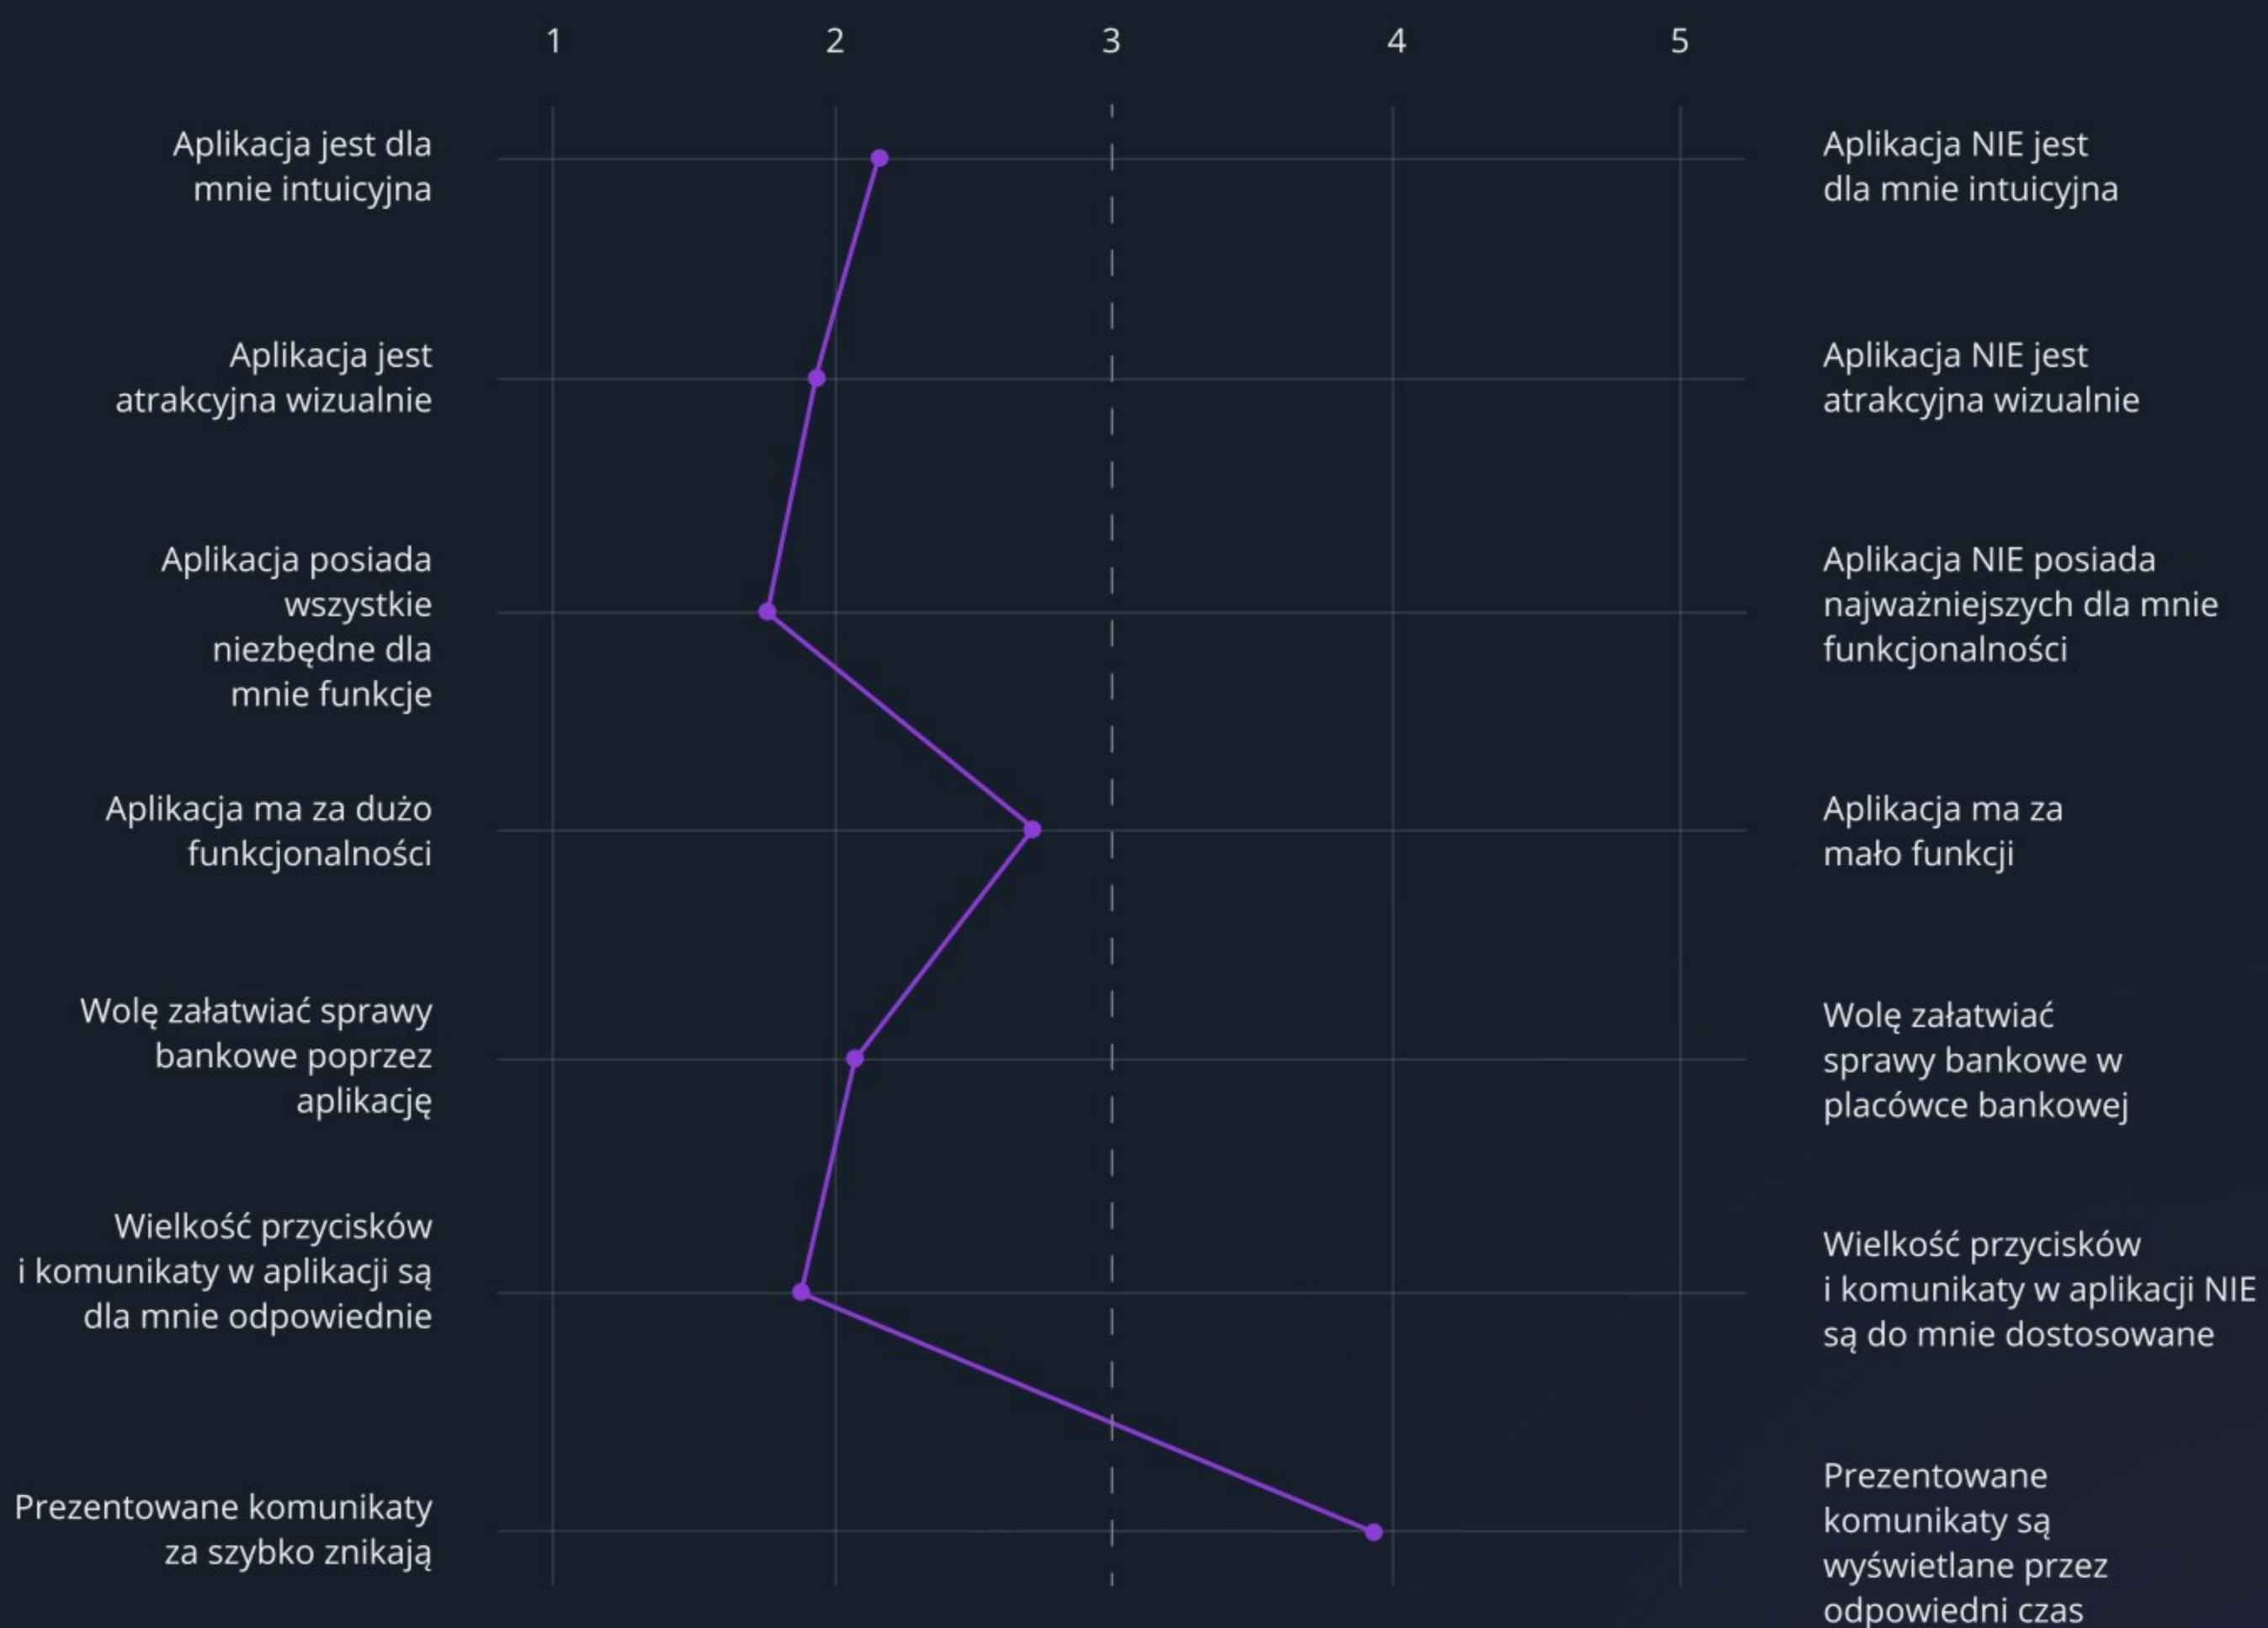 1 2 3 4 5
Aplikacja jest dla
mnie intuicyjna
Aplikacja NIE jest
dla mnie intuicyjna
Aplikacja jest
atrakcyjna wizualnie
Aplikacja NIE jest
atrakcyjna wizualnie
Aplikacja posiada
wszystkie
niezbędne dla
mnie funkcje
Aplikacja NIE posiada
najważniejszych dla mnie
funkcjonalności
Aplikacja ma za dużo
funkcjonalności
Aplikacja ma za
mało funkcji
Wolę załatwiać sprawy
bankowe poprzez
aplikację
Wolę załatwiać
sprawy bankowe w
placówce bankowej
Wielkość przycisków
i komunikaty w aplikacji są
dla mnie odpowiednie
Wielkość przycisków
i komunikaty w aplikacji NIE
są do mnie dostosowane
Prezentowane komunikaty
za szybko znikają
Prezentowane
komunikaty są
wyświetlane przez
odpowiedni czas